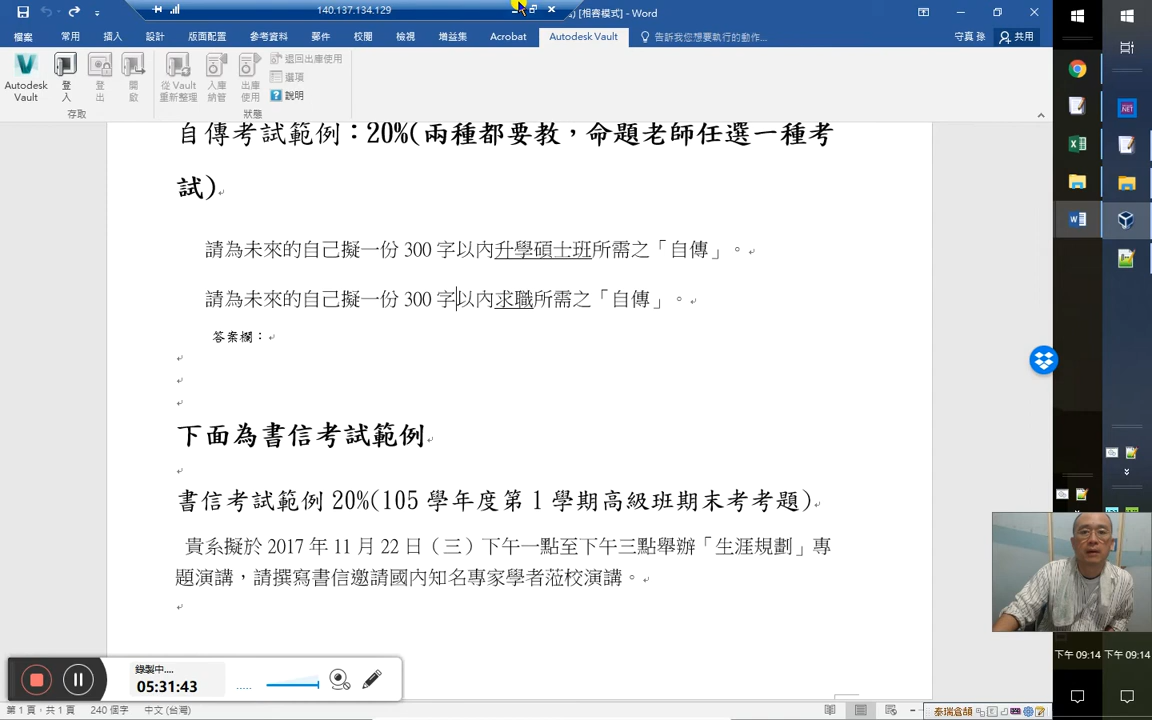 140.137.134.129
[相容模式] - Word
檔案 常用 插入 設計 版面配置 參考資料 郵件 校閱 檢視 增益集 Acrobat Autodesk Vault 告訴我您想要執行的動作... 守真 孫 共用
Autodesk Vault
登入
登出
開啟
從 Vault 重新整理
入庫納管
出庫使用
退回出庫使用
選項
說明
存取
狀態
自傳考試範例：20%(兩種都要教，命題老師任選一種考
試)
請為未來的自己擬一份 300 字以內升學碩士班所需之「自傳」。
請為未來的自己擬一份 300 字以內求職所需之「自傳」。
答案欄：
下面為書信考試範例
書信考試範例 20%(105 學年度第 1 學期高級班期末考考題)
貴系擬於 2017 年 11 月 22 日（三）下午一點至下午三點舉辦「生涯規劃」專
題演講，請撰寫書信邀請國內知名專家學者蒞校演講。
錄製中....
05:31:43
下午 09:14 下午 09:14
第 1 頁，共 1 頁 240 個字 中文 (台灣)
泰瑞倉頡